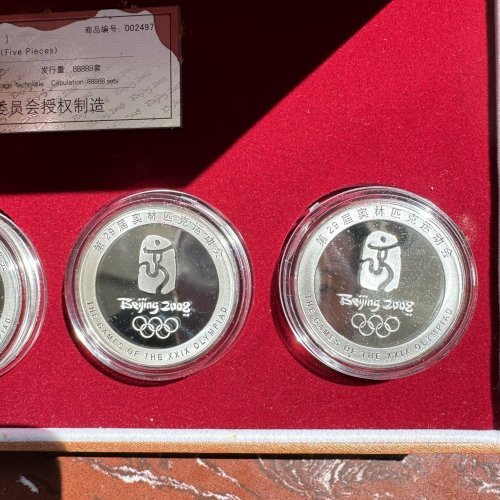 )
商品编号: 002497
(Five Pieces)
发行量: 88888套
nage technique Ciculation:88888 sets
委员会授权制造
第29届奥林匹克运动会
Beijing 2008
THE GAMES OF THE XXIX OLYMPIAD
第29届奥林匹克运动会
Beijing 2008
THE GAMES OF THE XXIX OLYMPIAD